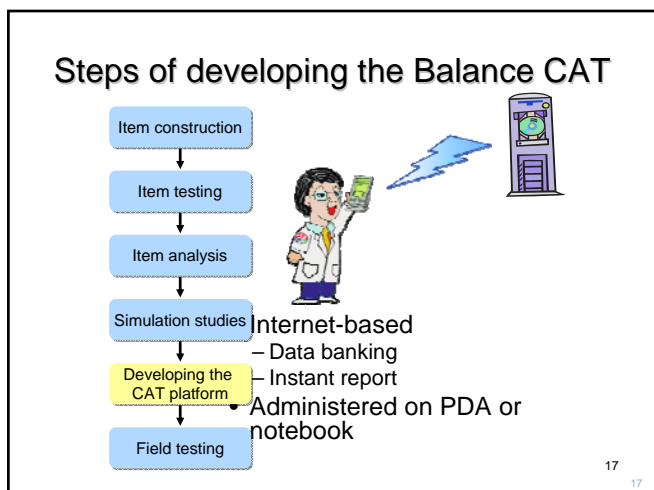 Steps of developing the Balance CAT
Item construction
Item testing
Item analysis
Simulation studies
Developing the
CAT platform
Field testing
Internet-based
– Data banking
– Instant report
• Administered on PDA or
notebook
17
17